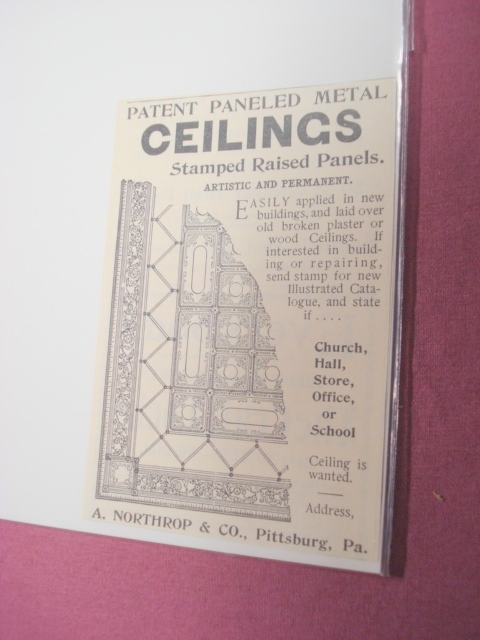 PATENT PANELED METAL
CEILINGS
Stamped Raised Panels.
ARTISTIC AND PERMANENT.
EASILY applied in new
buildings, and laid over
old broken plaster or
wood Ceilings. If
interested in build-
ing or repairing,
send stamp for new
Illustrated Cata-
logue, and state
if ....
Church,
Hall,
Store,
Office,
or
School
Ceiling is
wanted.
Address,
A. NORTHROP & CO., Pittsburg, Pa.